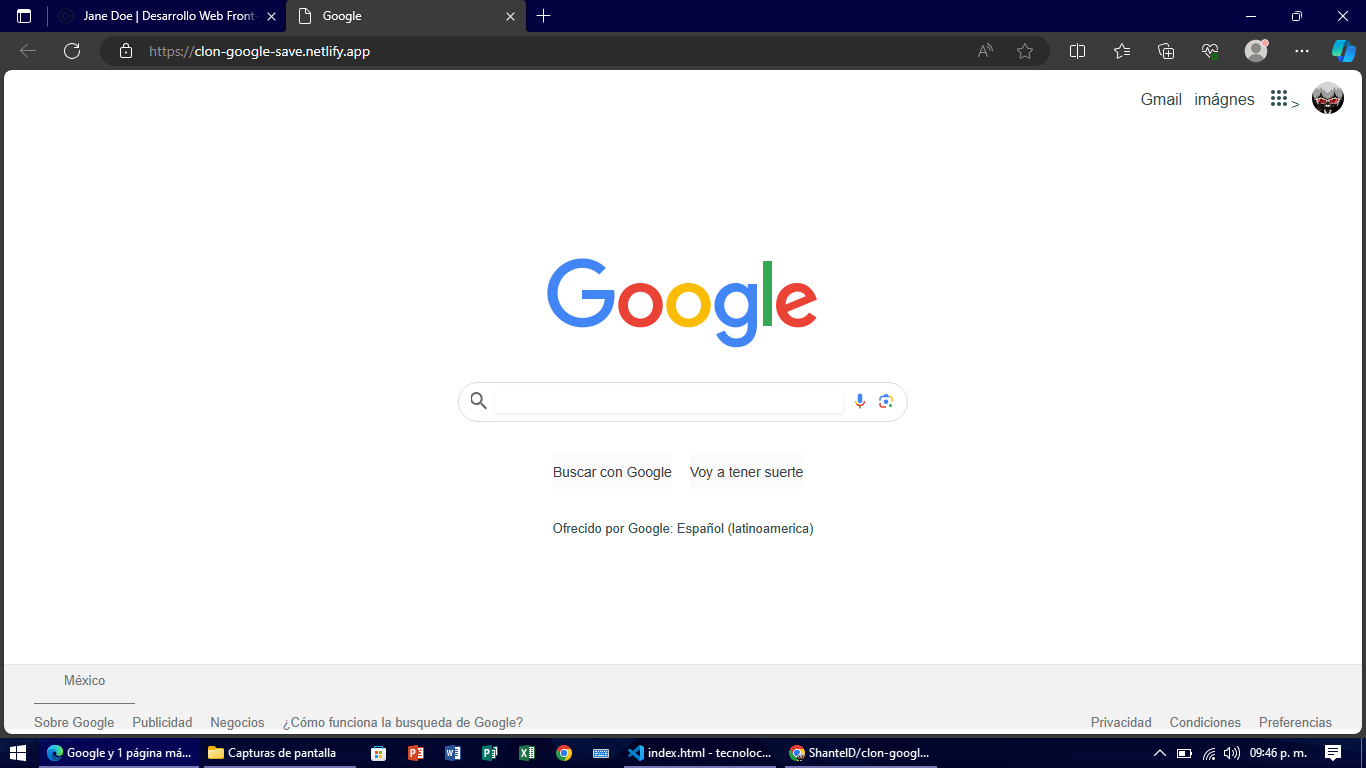 Jane Doe | Desarrollo Web Front-
Google
https://clon-google-save.netlify.app
Gmail imágnes >
Google
Buscar con Google Voy a tener suerte
Ofrecido por Google: Español (latinoamerica)
México
Sobre Google Publicidad Negocios ¿Cómo funciona la busqueda de Google? Privacidad Condiciones Preferencias
Google y 1 página má... Capturas de pantalla index.html - tecnoloc... ShantelD/clon-googl... 09:46 p. m.